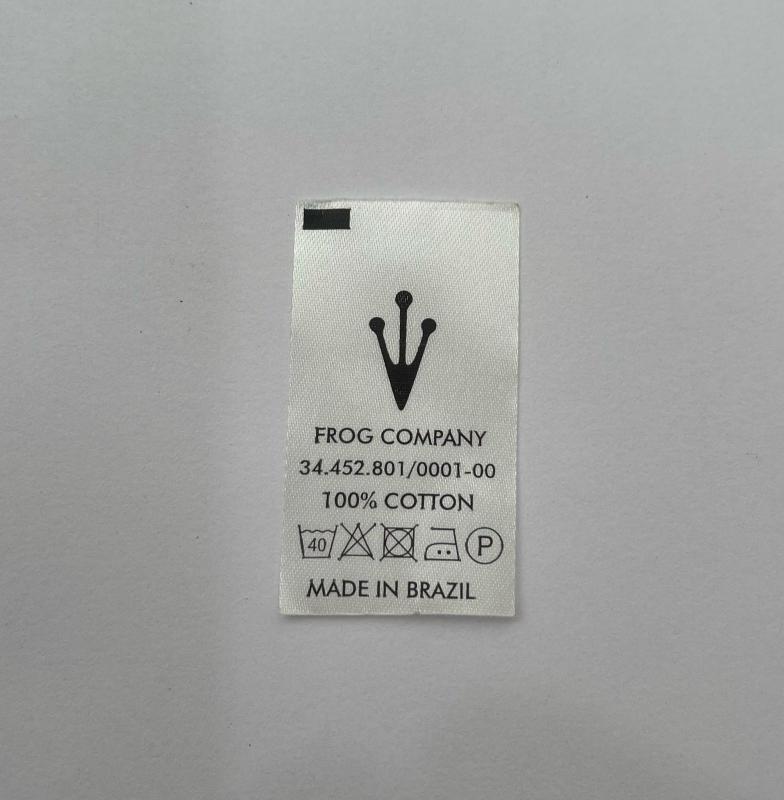 FROG COMPANY
34.452.801/0001-00
100% COTTON
40 P
MADE IN BRAZIL